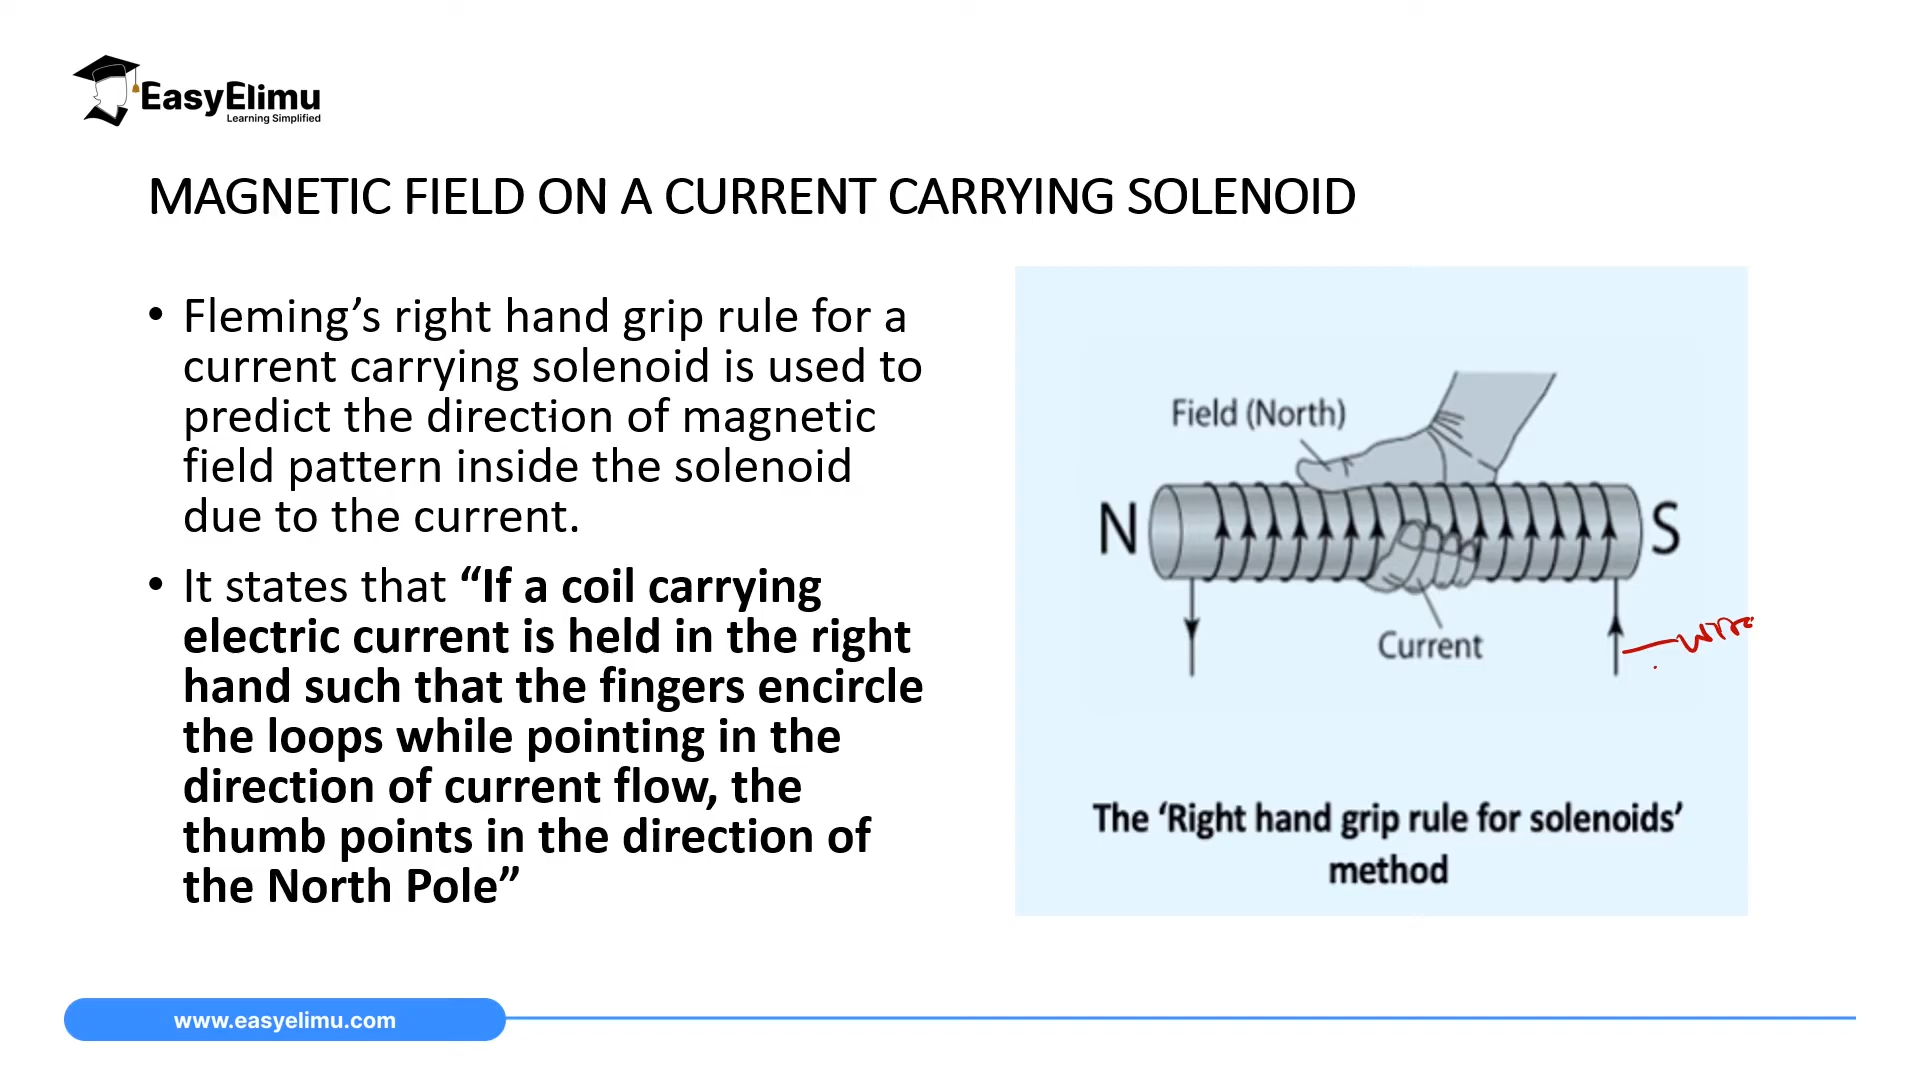 EasyElimu
Learning Simplified
MAGNETIC FIELD ON A CURRENT CARRYING SOLENOID
• Fleming’s right hand grip rule for a
current carrying solenoid is used to
predict the direction of magnetic
field pattern inside the solenoid
due to the current.
• It states that “If a coil carrying
electric current is held in the right
hand such that the fingers encircle
the loops while pointing in the
direction of current flow, the
thumb points in the direction of
the North Pole”
Field (North)
N
S
Current
wire
The ‘Right hand grip rule for solenoids’
method
www.easyelimu.com